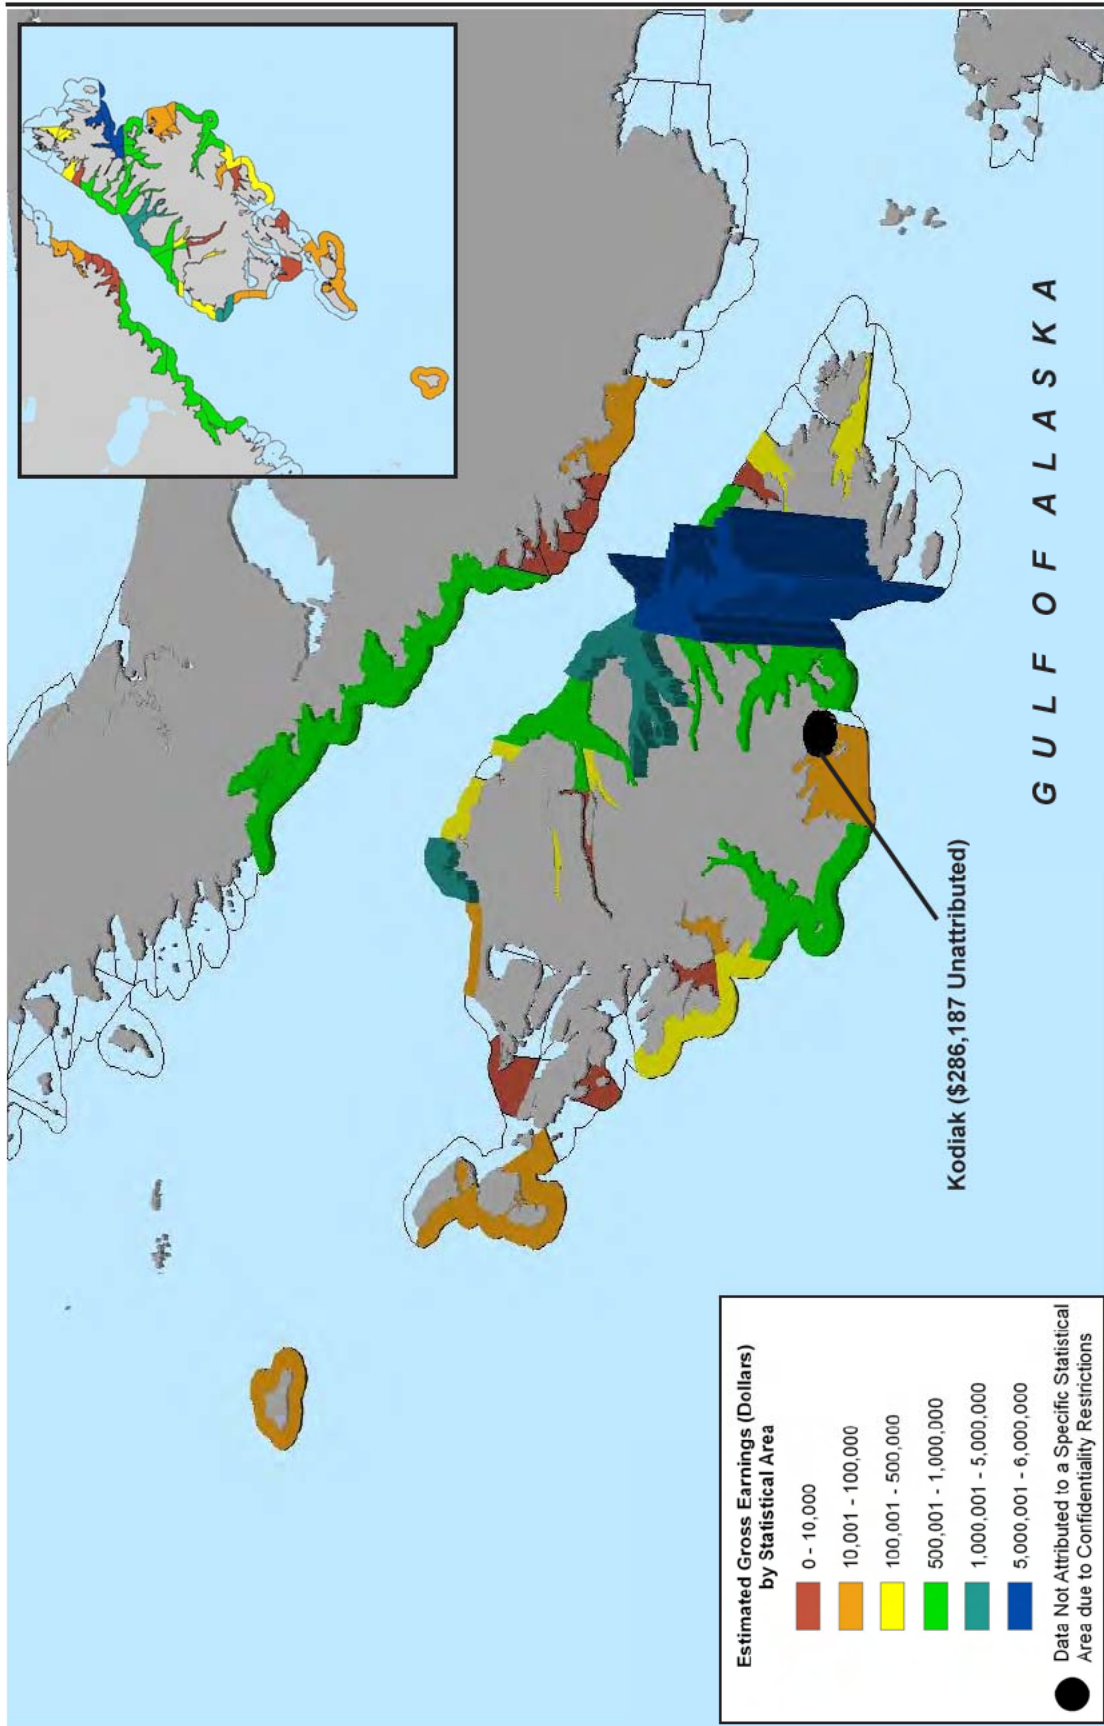 GULF OF ALASKA
Kodiak ($286,187 Unattributed)
Estimated Gross Earnings (Dollars)
by Statistical Area
0 - 10,000
10,001 - 100,000
100,001 - 500,000
500,001 - 1,000,000
1,000,001 - 5,000,000
5,000,001 - 6,000,000
Data Not Attributed to a Specific Statistical
Area due to Confidentiality Restrictions